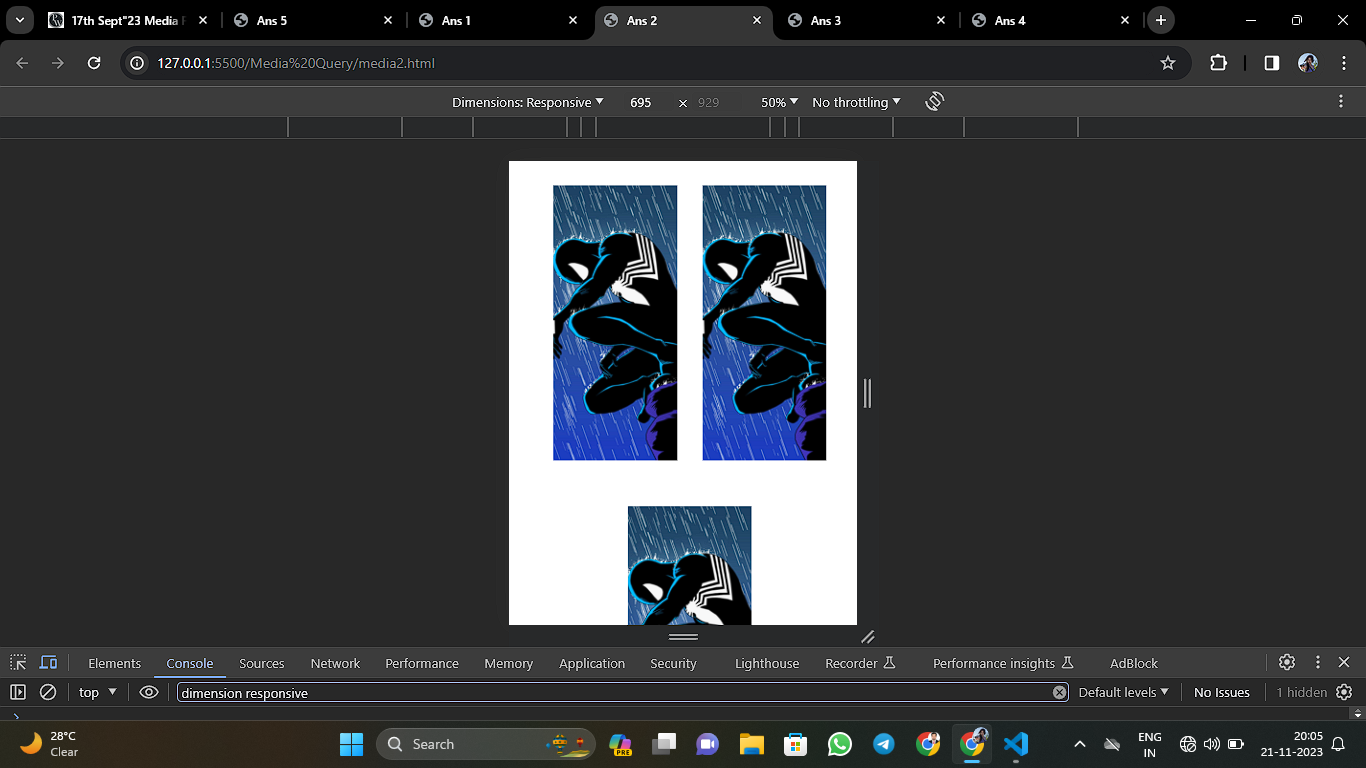 17th Sept"23 Media
Ans 5
Ans 1
Ans 2
Ans 3
Ans 4
127.0.0.1:5500/Media%20Query/media2.html
Dimensions: Responsive 695 × 929 50% No throttling
Elements Console Sources Network Performance Memory Application Security Lighthouse Recorder Performance insights AdBlock
top dimension responsive Default levels No Issues 1 hidden
28°C
Clear
Search
PRE
ENG
IN
20:05
21-11-2023